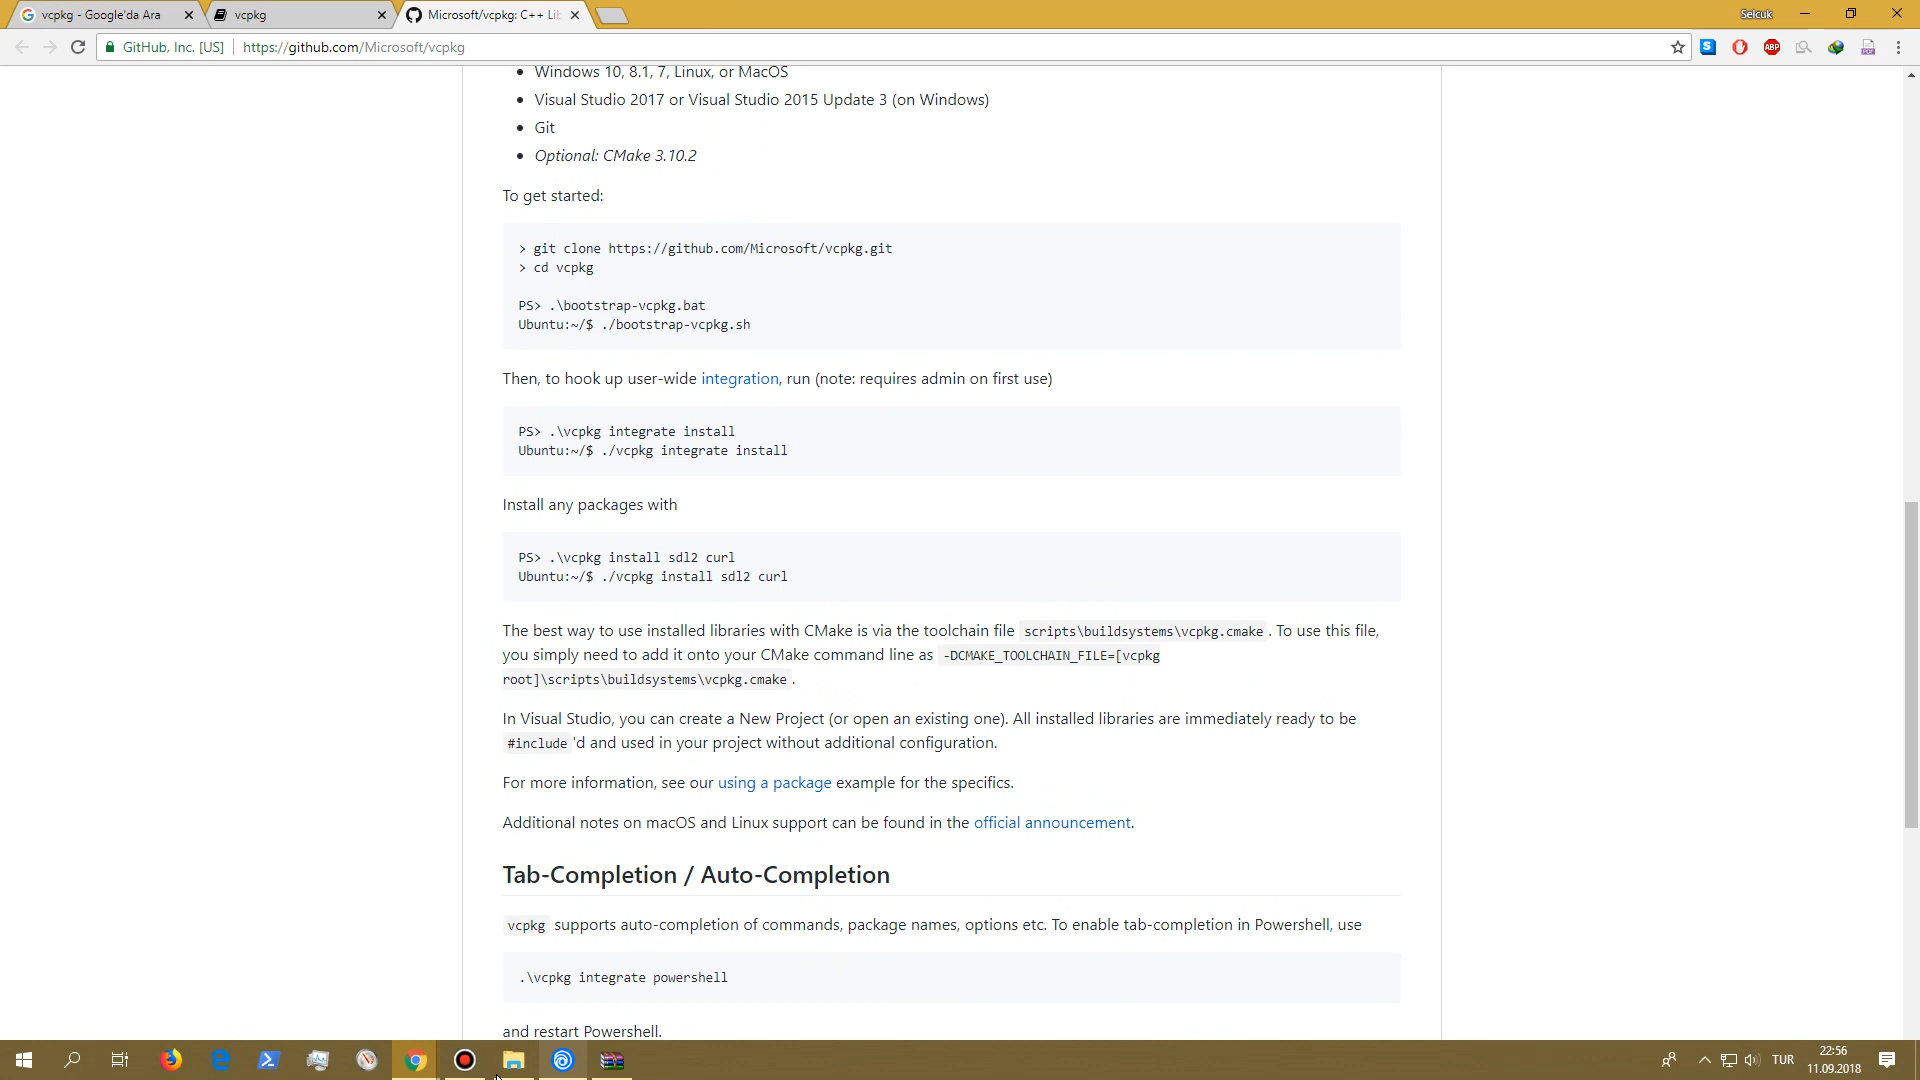 vcpkg - Google'da Ara
vcpkg
Microsoft/vcpkg: C++ Lib
Selcuk
GitHub, Inc. [US]
https://github.com/Microsoft/vcpkg
ABP
Windows 10, 8.1, 7, Linux, or MacOS
Visual Studio 2017 or Visual Studio 2015 Update 3 (on Windows)
Git
Optional: CMake 3.10.2
To get started:
> git clone https://github.com/Microsoft/vcpkg.git
> cd vcpkg
PS> .\bootstrap-vcpkg.bat
Ubuntu:~/$ ./bootstrap-vcpkg.sh
Then, to hook up user-wide integration, run (note: requires admin on first use)
PS> .\vcpkg integrate install
Ubuntu:~/$ ./vcpkg integrate install
Install any packages with
PS> .\vcpkg install sdl2 curl
Ubuntu:~/$ ./vcpkg install sdl2 curl
The best way to use installed libraries with CMake is via the toolchain file scripts\buildsystems\vcpkg.cmake. To use this file,
you simply need to add it onto your CMake command line as -DCMAKE_TOOLCHAIN_FILE=[vcpkg
root]\scripts\buildsystems\vcpkg.cmake.
In Visual Studio, you can create a New Project (or open an existing one). All installed libraries are immediately ready to be
#include'd and used in your project without additional configuration.
For more information, see our using a package example for the specifics.
Additional notes on macOS and Linux support can be found in the official announcement.
Tab-Completion / Auto-Completion
vcpkg supports auto-completion of commands, package names, options etc. To enable tab-completion in Powershell, use
.\vcpkg integrate powershell
and restart Powershell.
TUR
22:56
11.09.2018